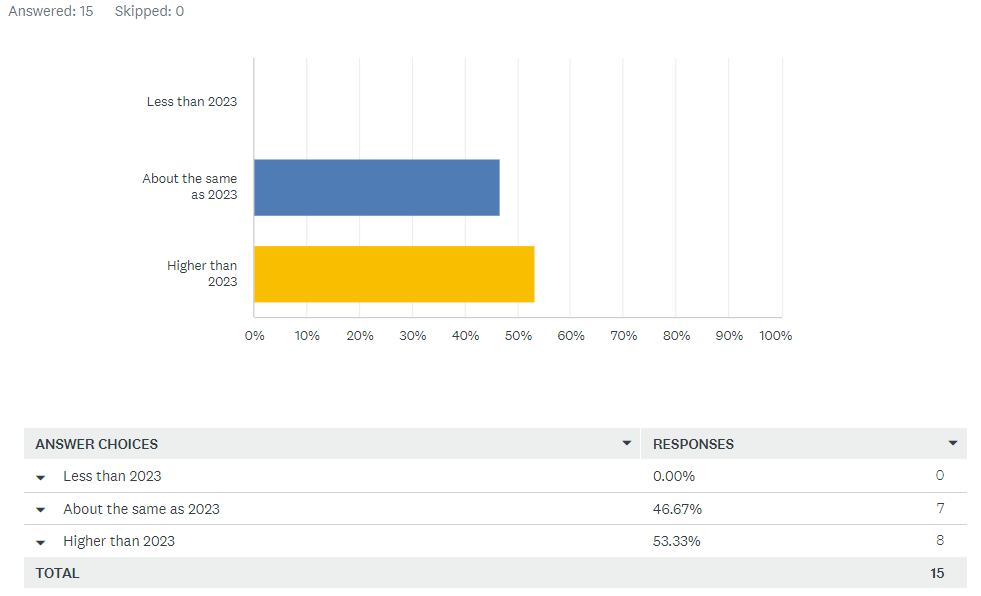 Answered: 15 Skipped: 0
Less than 2023
About the same
as 2023
Higher than
2023
0% 10% 20% 30% 40% 50% 60% 70% 80% 90% 100%
ANSWER CHOICES RESPONSES
Less than 2023 0.00% 0
About the same as 2023 46.67% 7
Higher than 2023 53.33% 8
TOTAL 15